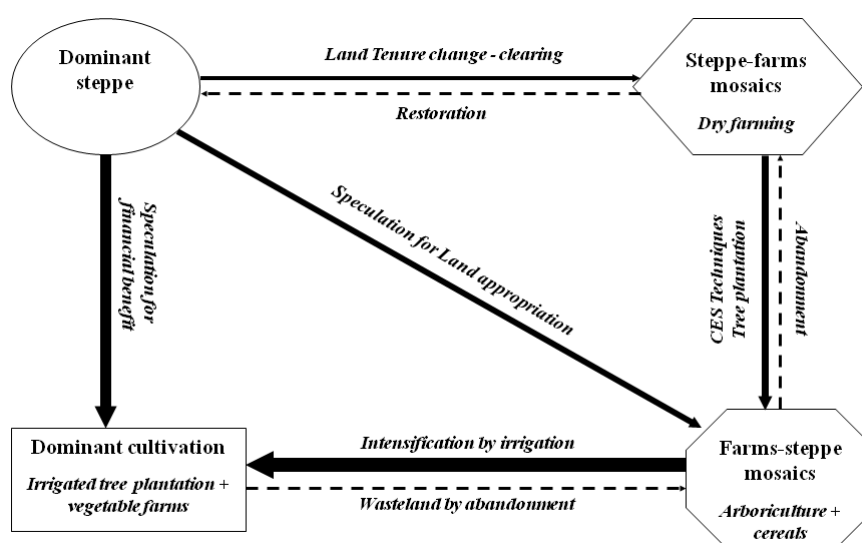 Dominant
steppe
Land Tenure change - clearing
Restoration
Steppe-farms
mosaics
Dry farming
Speculation for
financial benefit
Speculation for Land appropriation
CES Techniques
Tree plantation
Abandonment
Dominant cultivation
Irrigated tree plantation +
vegetable farms
Intensification by irrigation
Wasteland by abandonment
Farms-steppe
mosaics
Arboriculture +
cereals